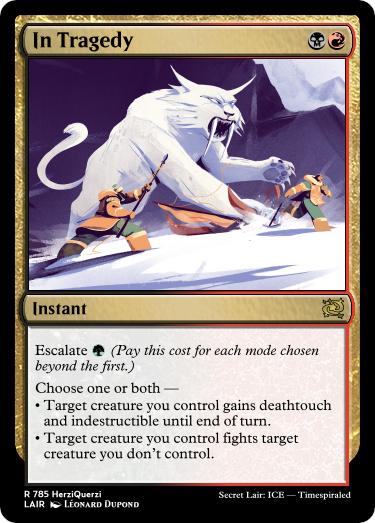 In Tragedy
Instant
Escalate (Pay this cost for each mode chosen
beyond the first.)
Choose one or both —
• Target creature you control gains deathtouch
and indestructible until end of turn.
• Target creature you control fights target
creature you don't control.
R 785 HerziQuerzi
LAIR Léonard Dupond
Secret Lair: ICE — Timespiraled